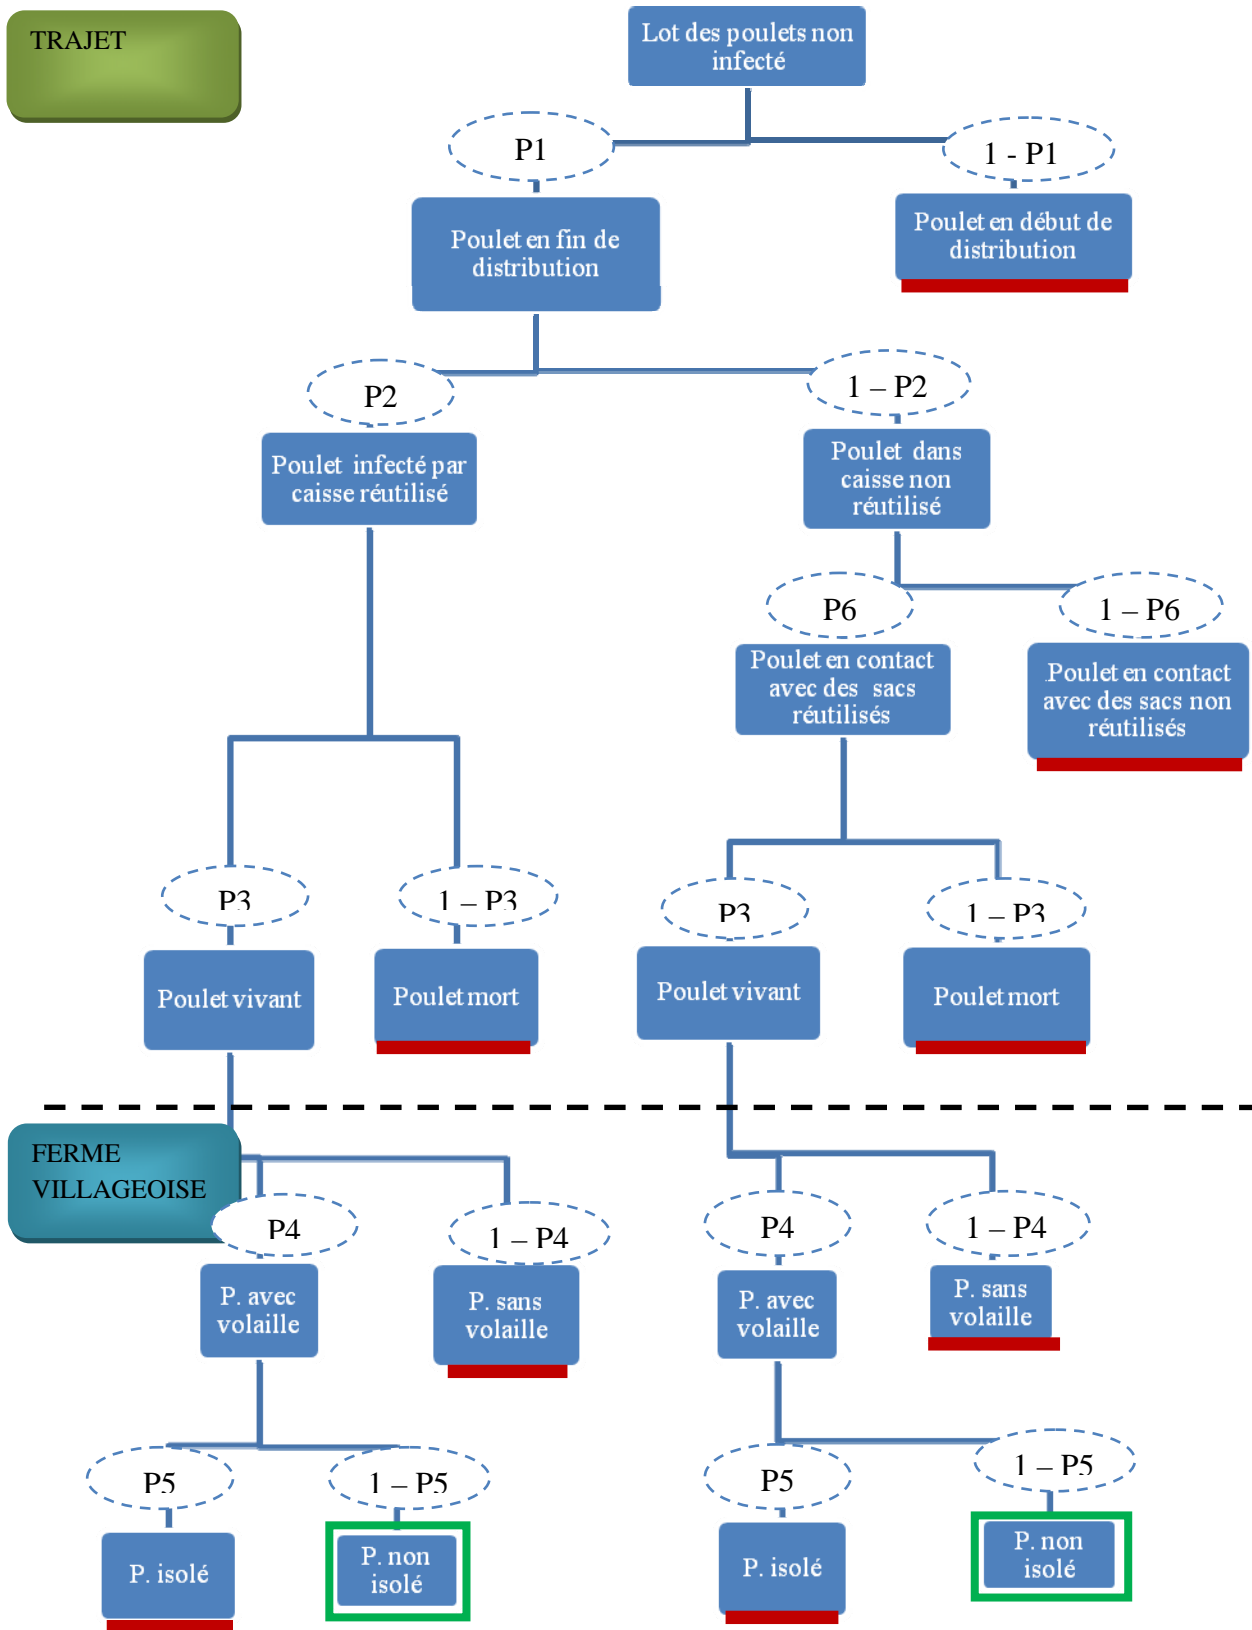 TRAJET
Lot des poulets non
infecté
P1
1 - P1
Poulet en fin de
distribution
Poulet en début de
distribution
P2
1 – P2
Poulet infecté par
caisse réutilisé
Poulet dans
caisse non
réutilisé
P6
1 – P6
Poulet en contact
avec des sacs
réutilisés
.Poulet en contact
avec des sacs non
réutilisés
P3
1 – P3
P3
1 – P3
Poulet vivant
Poulet mort
Poulet vivant
Poulet mort
FERME
VILLAGEOISE
P4
1 – P4
P4
1 – P4
P. avec
volaille
P. sans
volaille
P. avec
volaille
P. sans
volaille
P5
1 – P5
P5
1 – P5
P. isolé
P. non
isolé
P. isolé
P. non
isolé